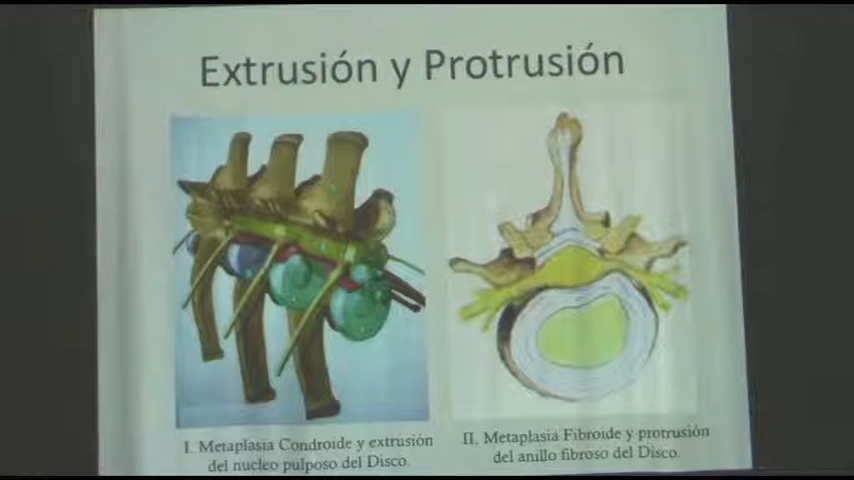 Extrusión y Protrusión
I. Metaplasia Condroide y extrusión
del nucleo pulposo del Disco.
II. Metaplasia Fibroide y protrusión
del anillo fibroso del Disco.